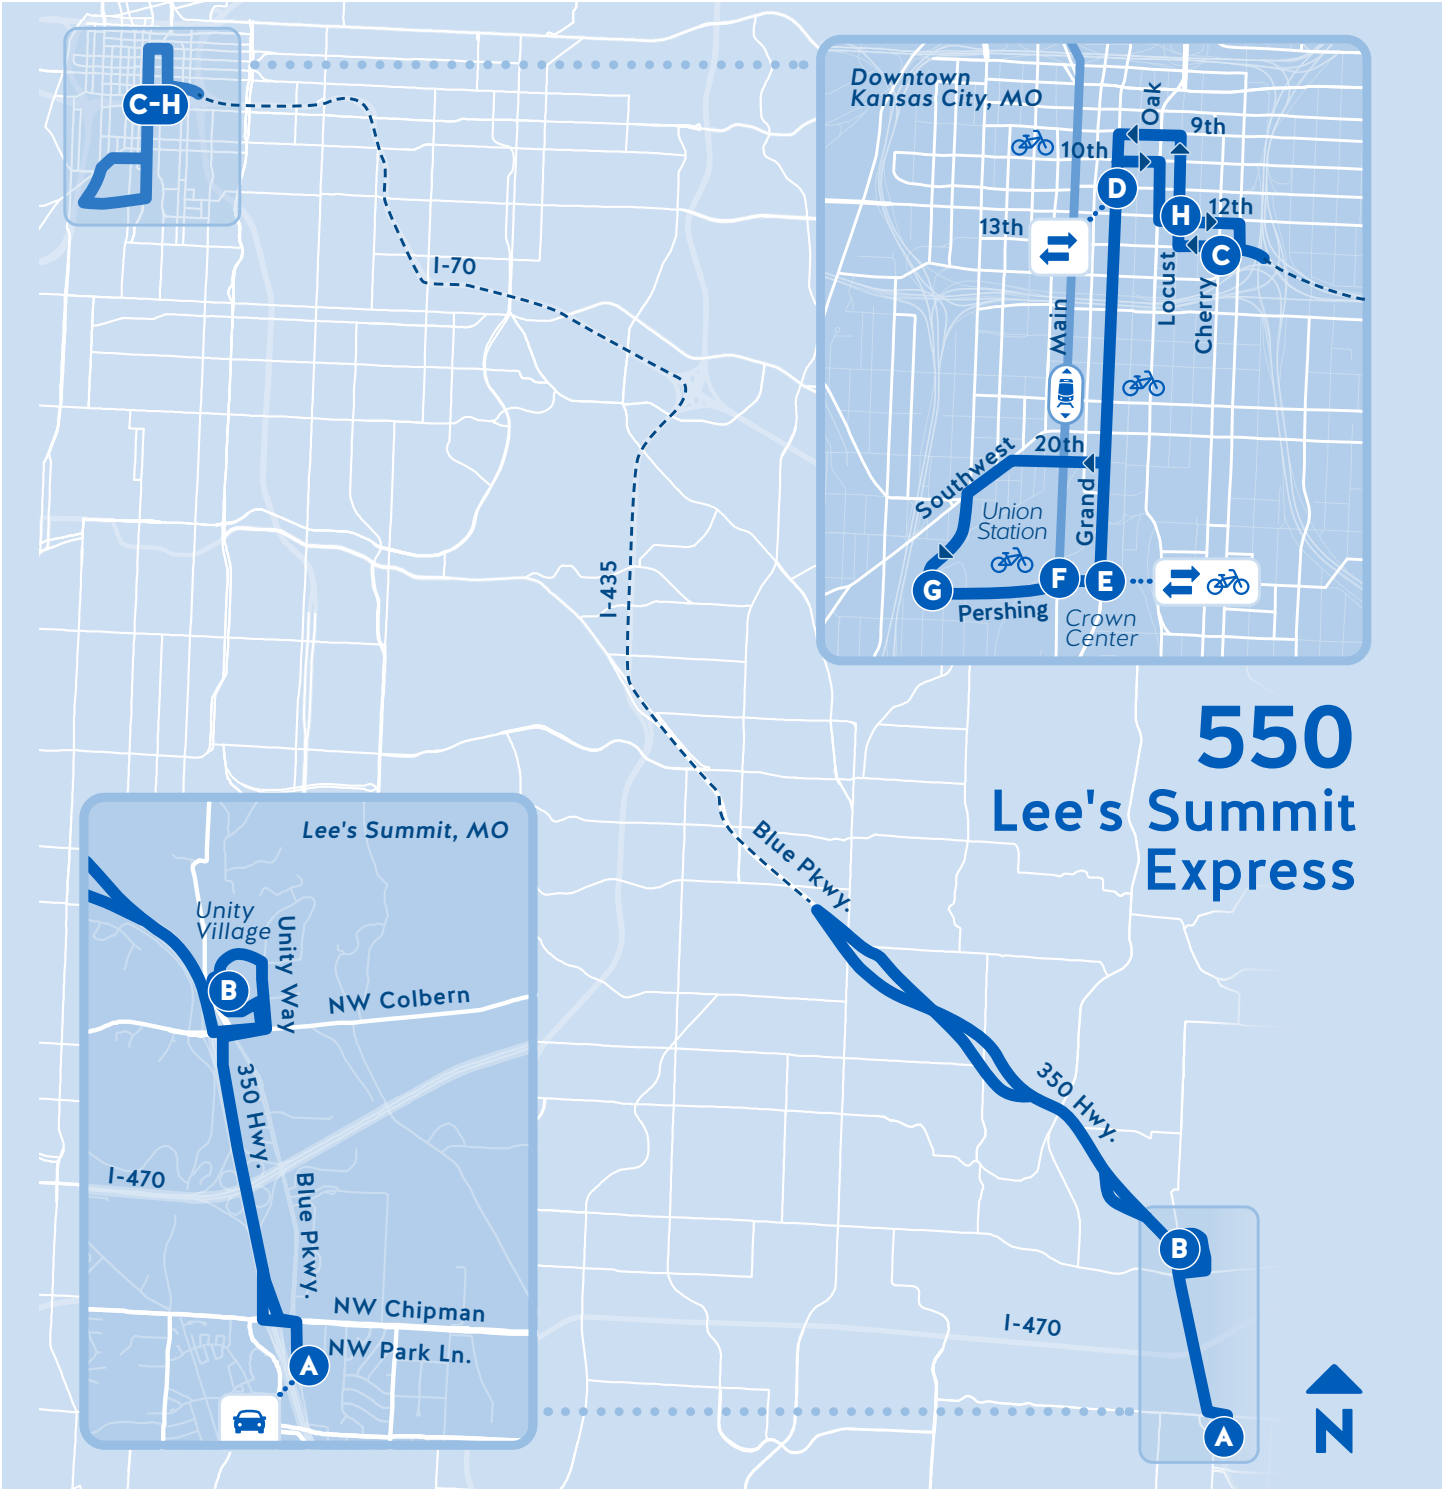 C-H
I-70
I-435
Blue Pkwy.
350 Hwy.
I-470
B
A
N
550
Lee's Summit
Express
Downtown
Kansas City, MO
Oak
9th
10th
D
H
12th
13th
C
Locust
Cherry
Main
20th
Southwest
Grand
Union
Station
G
F
E
Pershing
Crown
Center
Lee's Summit, MO
Unity
Village
Unity Way
B
NW Colbern
350 Hwy.
I-470
Blue Pkwy.
NW Chipman
NW Park Ln.
A